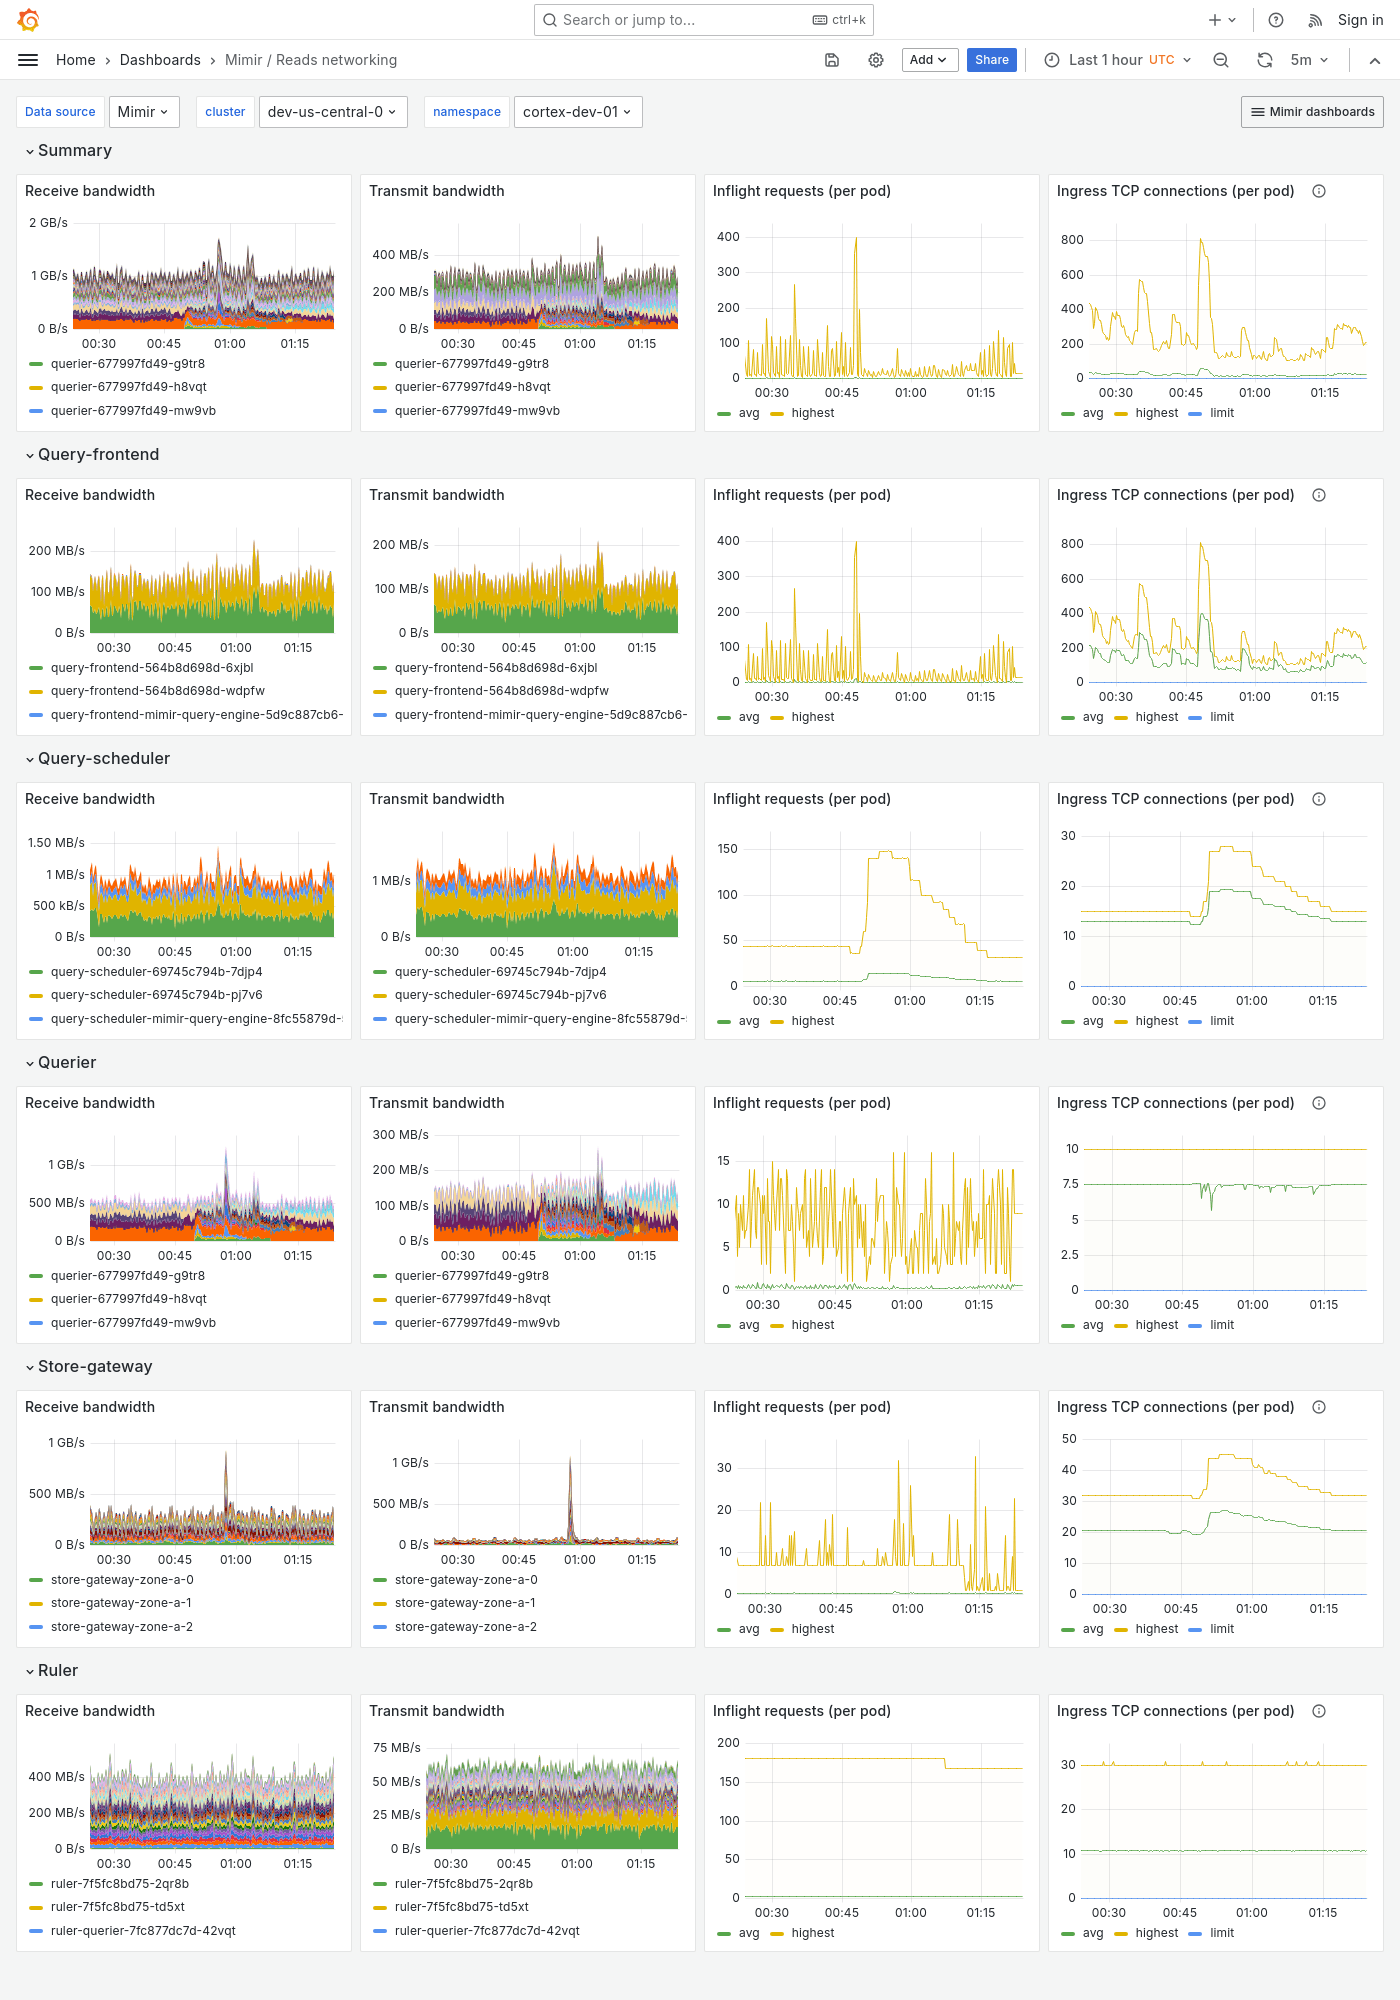 Search or jump to...
ctrl+k
Sign in
Home
Dashboards
Mimir / Reads networking
Add
Share
Last 1 hour UTC
5m
Data source
Mimir
cluster
dev-us-central-0
namespace
cortex-dev-01
Mimir dashboards
Summary
Receive bandwidth
2 GB/s
1 GB/s
0 B/s
00:30 00:45 01:00 01:15
querier-677997fd49-g9tr8
querier-677997fd49-h8vqt
querier-677997fd49-mw9vb
Transmit bandwidth
400 MB/s
200 MB/s
0 B/s
00:30 00:45 01:00 01:15
querier-677997fd49-g9tr8
querier-677997fd49-h8vqt
querier-677997fd49-mw9vb
Inflight requests (per pod)
400
300
200
100
0
00:30 00:45 01:00 01:15
avg highest
Ingress TCP connections (per pod)
800
600
400
200
0
00:30 00:45 01:00 01:15
avg highest limit
Query-frontend
Receive bandwidth
200 MB/s
100 MB/s
0 B/s
00:30 00:45 01:00 01:15
query-frontend-564b8d698d-6xjbl
query-frontend-564b8d698d-wdpfw
query-frontend-mimir-query-engine-5d9c887cb6-
Transmit bandwidth
200 MB/s
100 MB/s
0 B/s
00:30 00:45 01:00 01:15
query-frontend-564b8d698d-6xjbl
query-frontend-564b8d698d-wdpfw
query-frontend-mimir-query-engine-5d9c887cb6-
Inflight requests (per pod)
400
300
200
100
0
00:30 00:45 01:00 01:15
avg highest
Ingress TCP connections (per pod)
800
600
400
200
0
00:30 00:45 01:00 01:15
avg highest limit
Query-scheduler
Receive bandwidth
1.50 MB/s
1 MB/s
500 kB/s
0 B/s
00:30 00:45 01:00 01:15
query-scheduler-69745c794b-7djp4
query-scheduler-69745c794b-pj7v6
query-scheduler-mimir-query-engine-8fc55879d-
Transmit bandwidth
1 MB/s
0 B/s
00:30 00:45 01:00 01:15
query-scheduler-69745c794b-7djp4
query-scheduler-69745c794b-pj7v6
query-scheduler-mimir-query-engine-8fc55879d-
Inflight requests (per pod)
150
100
50
0
00:30 00:45 01:00 01:15
avg highest
Ingress TCP connections (per pod)
30
20
10
0
00:30 00:45 01:00 01:15
avg highest limit
Querier
Receive bandwidth
1 GB/s
500 MB/s
0 B/s
00:30 00:45 01:00 01:15
querier-677997fd49-g9tr8
querier-677997fd49-h8vqt
querier-677997fd49-mw9vb
Transmit bandwidth
300 MB/s
200 MB/s
100 MB/s
0 B/s
00:30 00:45 01:00 01:15
querier-677997fd49-g9tr8
querier-677997fd49-h8vqt
querier-677997fd49-mw9vb
Inflight requests (per pod)
15
10
5
0
00:30 00:45 01:00 01:15
avg highest
Ingress TCP connections (per pod)
10
7.5
5
2.5
0
00:30 00:45 01:00 01:15
avg highest limit
Store-gateway
Receive bandwidth
1 GB/s
500 MB/s
0 B/s
00:30 00:45 01:00 01:15
store-gateway-zone-a-0
store-gateway-zone-a-1
store-gateway-zone-a-2
Transmit bandwidth
1 GB/s
500 MB/s
0 B/s
00:30 00:45 01:00 01:15
store-gateway-zone-a-0
store-gateway-zone-a-1
store-gateway-zone-a-2
Inflight requests (per pod)
30
20
10
0
00:30 00:45 01:00 01:15
avg highest
Ingress TCP connections (per pod)
50
40
30
20
10
0
00:30 00:45 01:00 01:15
avg highest limit
Ruler
Receive bandwidth
400 MB/s
200 MB/s
0 B/s
00:30 00:45 01:00 01:15
ruler-7f5fc8bd75-2qr8b
ruler-7f5fc8bd75-td5xt
ruler-querier-7fc877dc7d-42vqt
Transmit bandwidth
75 MB/s
50 MB/s
25 MB/s
0 B/s
00:30 00:45 01:00 01:15
ruler-7f5fc8bd75-2qr8b
ruler-7f5fc8bd75-td5xt
ruler-querier-7fc877dc7d-42vqt
Inflight requests (per pod)
200
150
100
50
0
00:30 00:45 01:00 01:15
avg highest
Ingress TCP connections (per pod)
30
20
10
0
00:30 00:45 01:00 01:15
avg highest limit